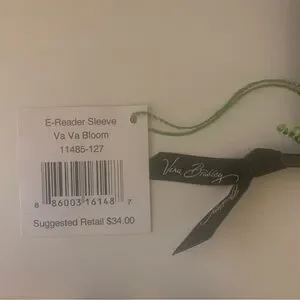 E-Reader Sleeve
Va Va Bloom
11485-127
8 86003 16148 7
Suggested Retail $34.00
Vera Bradley